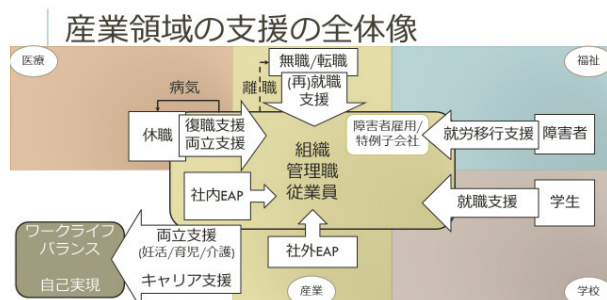 産業領域の支援の全体像
医療
福祉
無職/転職
病気
離職
(再)就職
支援
休職
復職支援
両立支援
障害者雇用/
特例子会社
就労移行支援
障害者
組織
管理職
従業員
社内EAP
就職支援
学生
ワークライフ
バランス
自己実現
両立支援
(妊活/育児/介護)
キャリア支援
社外EAP
産業
学校